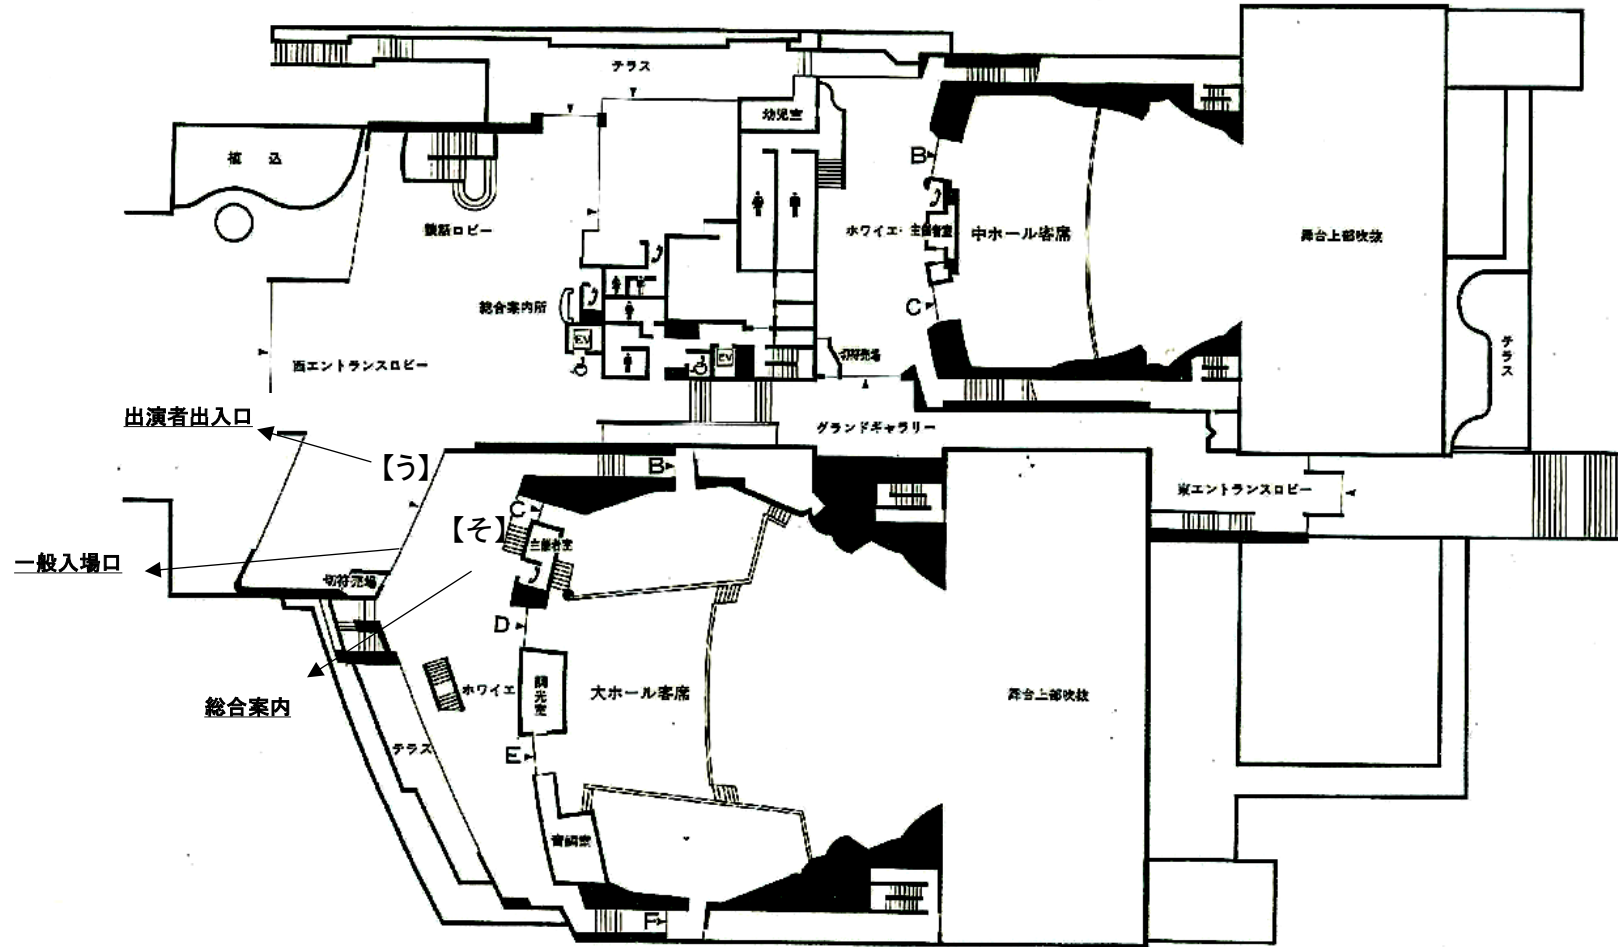 テラス
幼児室
植 込
B
談話ロビー
ホワイエ
主催者室
中ホール客席
舞台上部吹抜
総合案内所
C
EV
EV
切符売場
テラス
西エントランスロビー
出演者出入口
グランドギャラリー
【う】
B
東エントランスロビー
C
【そ】
主催者室
一般入場口
切符売場
D
ホワイエ
調光室
大ホール客席
舞台上部吹抜
総合案内
テラス
E
音調室
F